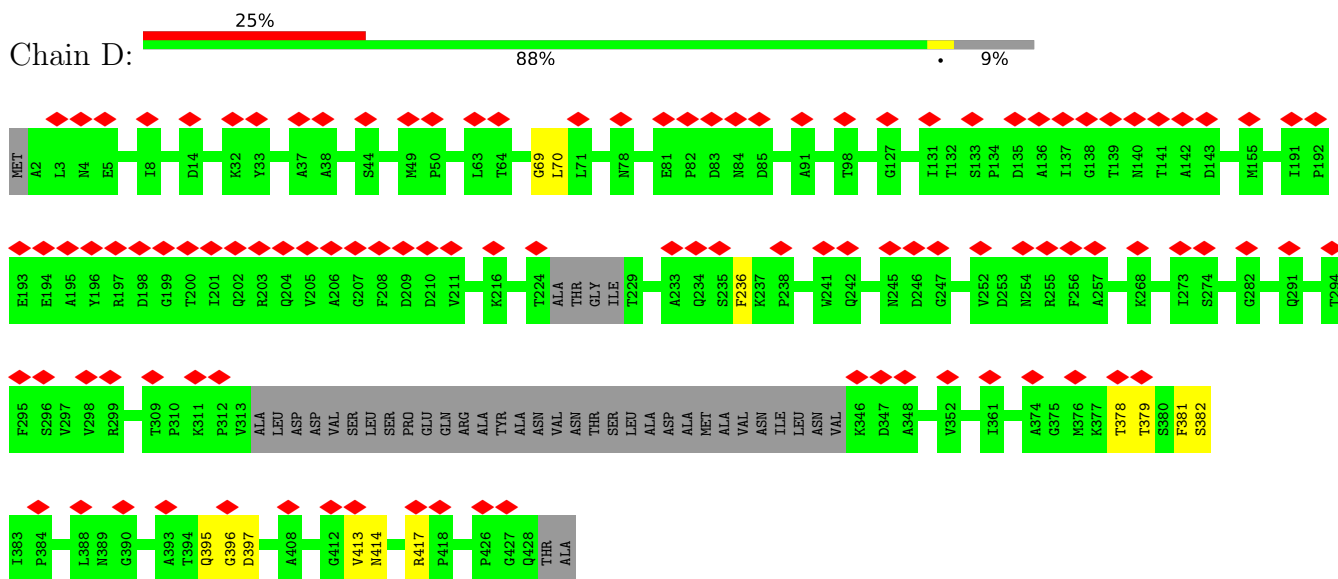 25%
Chain D:
88% • 9%
MET A2 L3 N4 E5 I8 D14 K32 Y33 A37 A38 S44 M49 P50 L63 T64 G69 L70 L71 N78 E81 P82 D83 N84 D85 A91 T98 G127 I131 T132 S133 P134 D135 A136 I137 G138 T139 N140 T141 A142 D143 M155 I191 P192
E193 E194 A195 Y196 R197 D198 G199 T200 I201 Q202 R203 Q204 V205 A206 G207 F208 D209 D210 V211 K216 T224 ALA THR GLY ILE T229 A233 Q234 S235 F236 K237 P238 W241 Q242 N245 D246 G247 V252 D253 N254 R255 F256 A257 K268 I273 S274 G282 Q291 T294
F295 S296 V297 V298 R299 T309 P310 K311 P312 V313 ALA LEU ASP ASP VAL SER LEU SER PRO GLU GLN ARG ALA TYR ALA ASN VAL ASN THR SER LEU ALA ASP ALA MET ALA VAL ASN ILE LEU ASN VAL K346 D347 A348 V352 I361 A374 G375 M376 K377 T378 T379 S380 F381 S382
I383 P384 L388 N389 G390 A393 T394 Q395 G396 D397 A408 G412 V413 N414 R417 P418 P426 G427 Q428 THR ALA